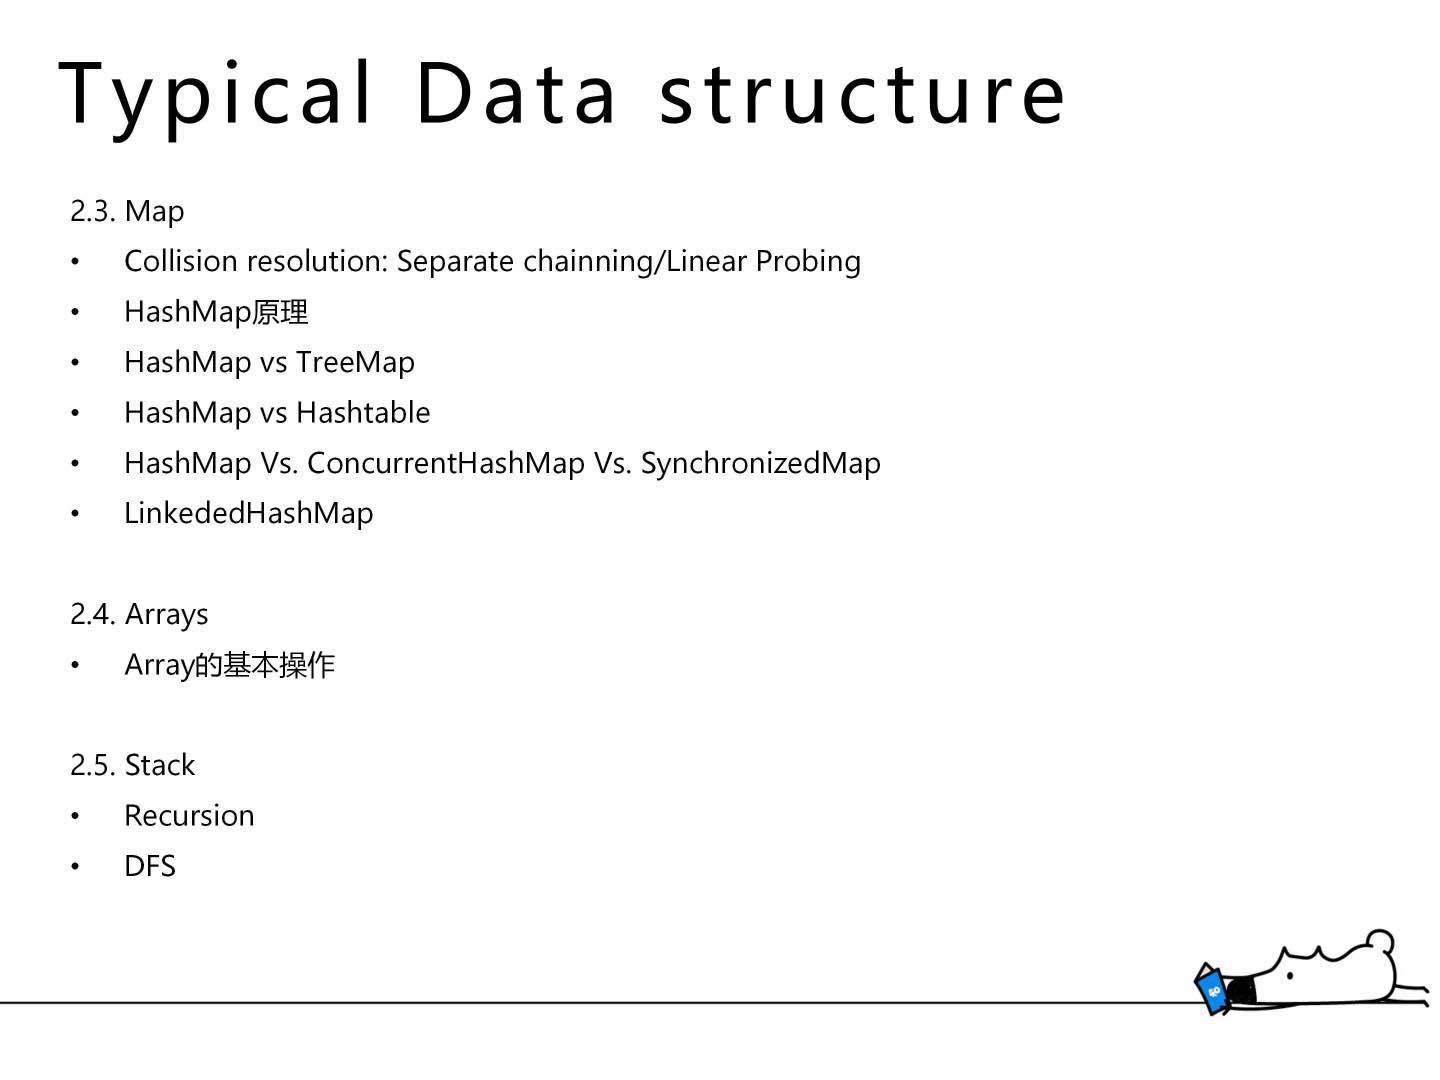 Typical Data structure
2.3. Map
• Collision resolution: Separate chainning/Linear Probing
• HashMap原理
• HashMap vs TreeMap
• HashMap vs Hashtable
• HashMap Vs. ConcurrentHashMap Vs. SynchronizedMap
• LinkededHashMap
2.4. Arrays
• Array的基本操作
2.5. Stack
• Recursion
• DFS